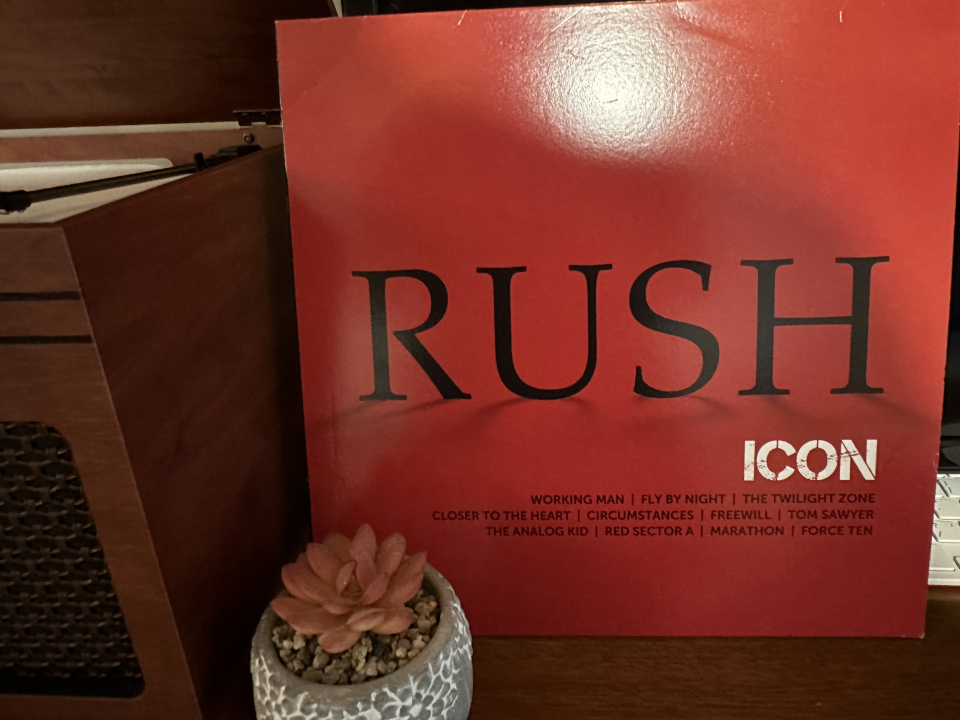 RUSH
ICON
WORKING MAN | FLY BY NIGHT | THE TWILIGHT ZONE
CLOSER TO THE HEART | CIRCUMSTANCES | FREEWILL | TOM SAWYER
THE ANALOG KID | RED SECTOR A | MARATHON | FORCE TEN